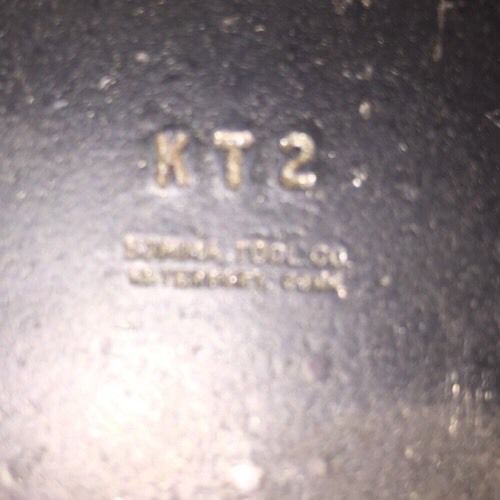 KT2
SOMMA TOOL CO.
WATERBURY, CONN.